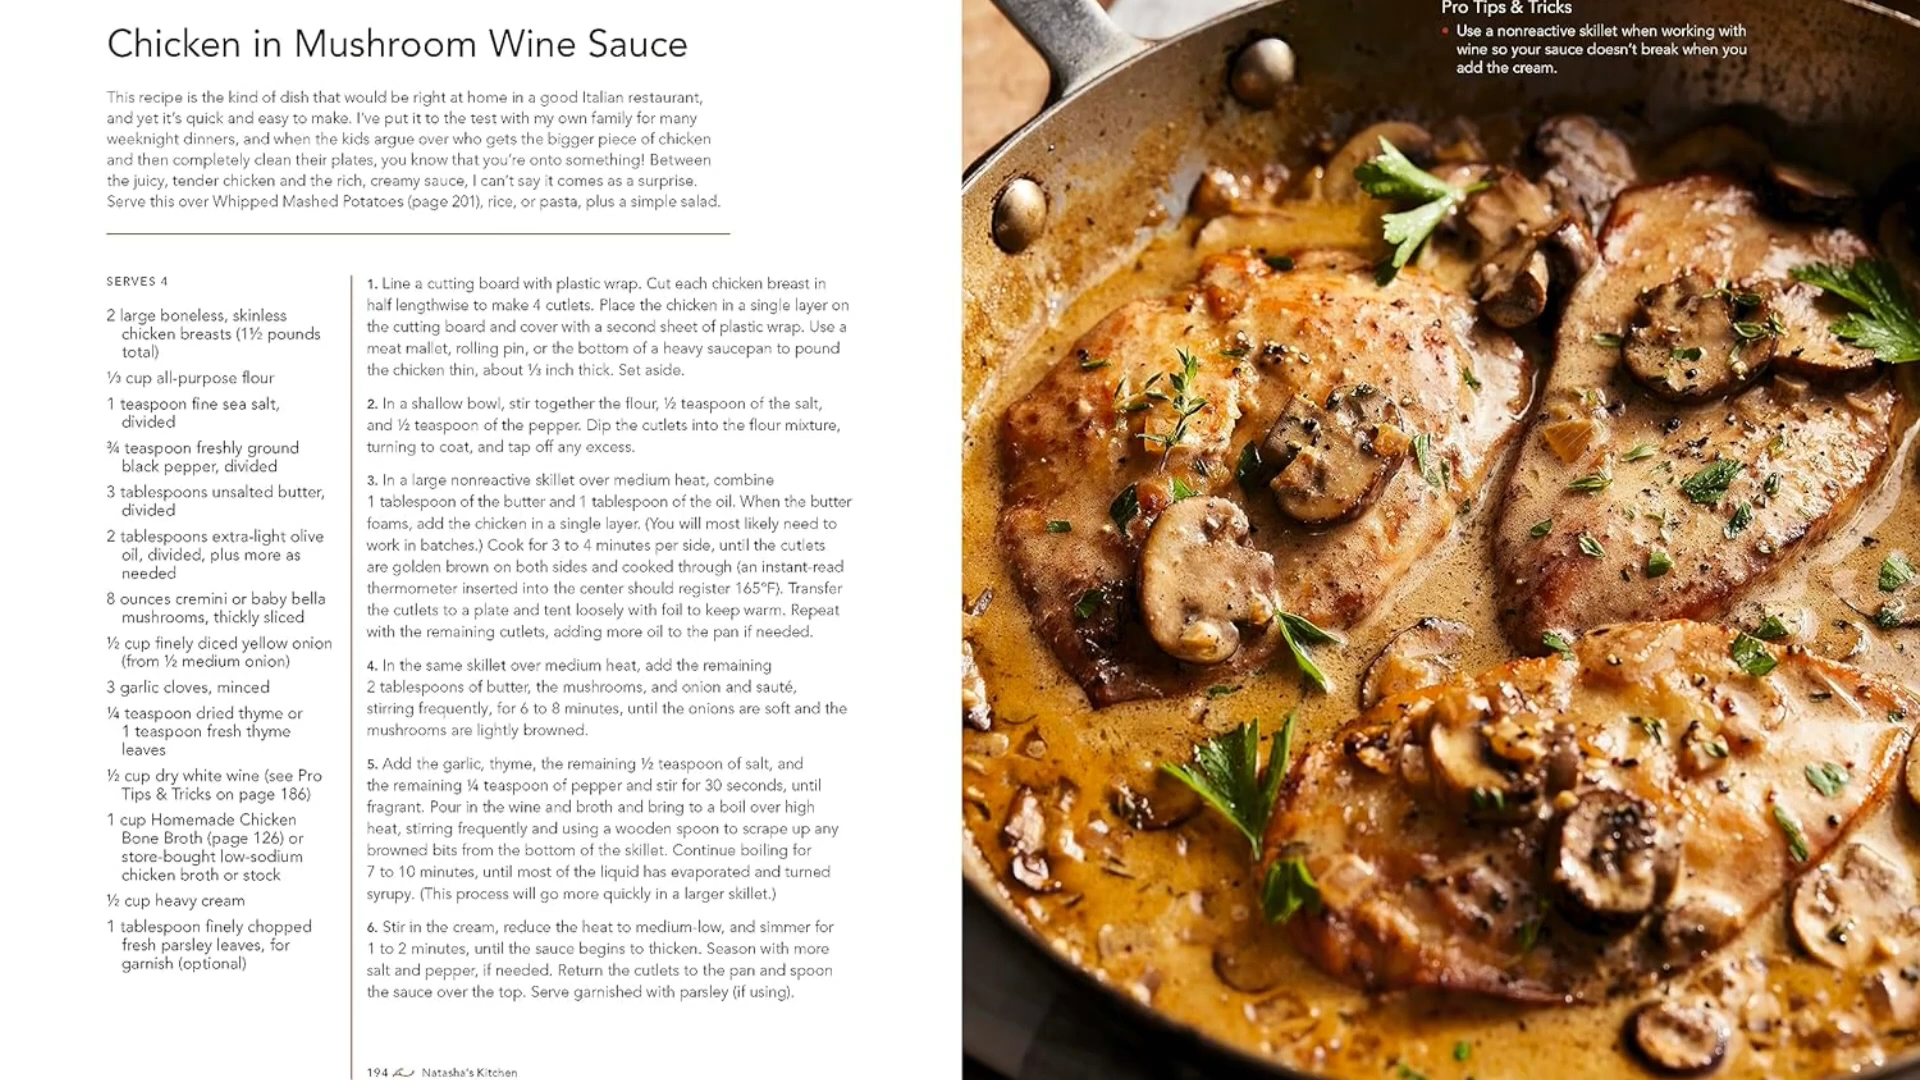 Chicken in Mushroom Wine Sauce
This recipe is the kind of dish that would be right at home in a good Italian restaurant,
and yet it's quick and easy to make. I've put it to the test with my own family for many
weeknight dinners, and when the kids argue over who gets the bigger piece of chicken
and then completely clean their plates, you know that you're onto something! Between
the juicy, tender chicken and the rich, creamy sauce, I can't say it comes as a surprise.
Serve this over Whipped Mashed Potatoes (page 201), rice, or pasta, plus a simple salad.
SERVES 4
2 large boneless, skinless
chicken breasts (1½ pounds
total)
⅓ cup all-purpose flour
1 teaspoon fine sea salt,
divided
¾ teaspoon freshly ground
black pepper, divided
3 tablespoons unsalted butter,
divided
2 tablespoons extra-light olive
oil, divided, plus more as
needed
8 ounces cremini or baby bella
mushrooms, thickly sliced
½ cup finely diced yellow onion
(from ½ medium onion)
3 garlic cloves, minced
¼ teaspoon dried thyme or
1 teaspoon fresh thyme
leaves
½ cup dry white wine (see Pro
Tips & Tricks on page 186)
1 cup Homemade Chicken
Bone Broth (page 126) or
store-bought low-sodium
chicken broth or stock
½ cup heavy cream
1 tablespoon finely chopped
fresh parsley leaves, for
garnish (optional)
1. Line a cutting board with plastic wrap. Cut each chicken breast in
half lengthwise to make 4 cutlets. Place the chicken in a single layer on
the cutting board and cover with a second sheet of plastic wrap. Use a
meat mallet, rolling pin, or the bottom of a heavy saucepan to pound
the chicken thin, about ⅓ inch thick. Set aside.
2. In a shallow bowl, stir together the flour, ½ teaspoon of the salt,
and ½ teaspoon of the pepper. Dip the cutlets into the flour mixture,
turning to coat, and tap off any excess.
3. In a large nonreactive skillet over medium heat, combine
1 tablespoon of the butter and 1 tablespoon of the oil. When the butter
foams, add the chicken in a single layer. (You will most likely need to
work in batches.) Cook for 3 to 4 minutes per side, until the cutlets
are golden brown on both sides and cooked through (an instant-read
thermometer inserted into the center should register 165°F). Transfer
the cutlets to a plate and tent loosely with foil to keep warm. Repeat
with the remaining cutlets, adding more oil to the pan if needed.
4. In the same skillet over medium heat, add the remaining
2 tablespoons of butter, the mushrooms, and onion and sauté,
stirring frequently, for 6 to 8 minutes, until the onions are soft and the
mushrooms are lightly browned.
5. Add the garlic, thyme, the remaining ½ teaspoon of salt, and
the remaining ¼ teaspoon of pepper and stir for 30 seconds, until
fragrant. Pour in the wine and broth and bring to a boil over high
heat, stirring frequently and using a wooden spoon to scrape up any
browned bits from the bottom of the skillet. Continue boiling for
7 to 10 minutes, until most of the liquid has evaporated and turned
syrupy. (This process will go more quickly in a larger skillet.)
6. Stir in the cream, reduce the heat to medium-low, and simmer for
1 to 2 minutes, until the sauce begins to thicken. Season with more
salt and pepper, if needed. Return the cutlets to the pan and spoon
the sauce over the top. Serve garnished with parsley (if using).
194 Natasha's Kitchen
Pro Tips & Tricks
• Use a nonreactive skillet when working with
wine so your sauce doesn't break when you
add the cream.